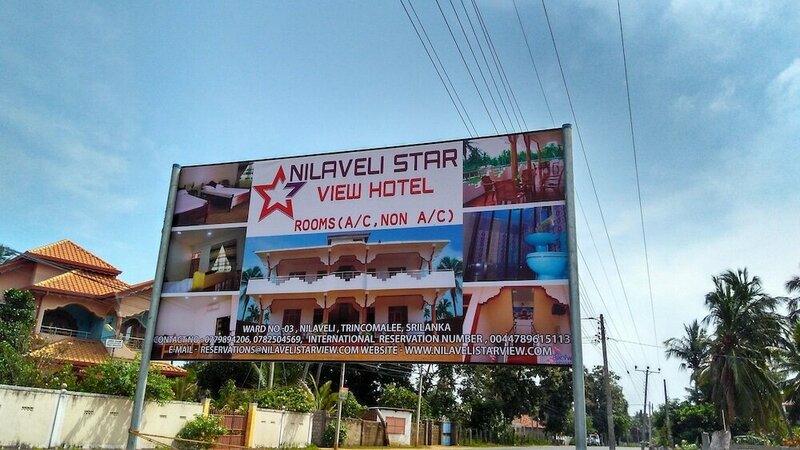 NILAVELI STAR
VIEW HOTEL
ROOMS(A/C, NON A/C)
WARD NO-03, NILAVELI, TRINCOMALEE, SRILANKA
CONTACT NO 0779894206, 0782504569, INTERNATIONAL RESERVATION NUMBER, 0044789615113
E-MAIL - RESERVATIONS@NILAVELISTARVIEW.COM WEBSITE - WWW.NILAVELISTARVIEW.COM